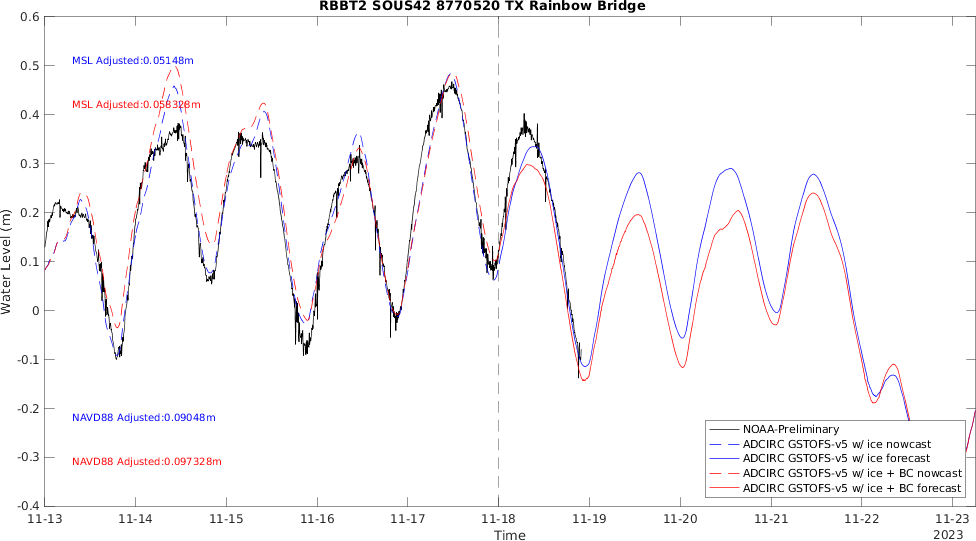 RBBT2 SOUS42 8770520 TX Rainbow Bridge
0.6
0.5
0.4
0.3
0.2
0.1
0
-0.1
-0.2
-0.3
-0.4
Water Level (m)
MSL Adjusted:0.05148m
MSL Adjusted:0.058328m
NAVD88 Adjusted:0.09048m
NAVD88 Adjusted:0.097328m
NOAA-Preliminary
ADCIRC GSTOFS-v5 w/ ice nowcast
ADCIRC GSTOFS-v5 w/ ice forecast
ADCIRC GSTOFS-v5 w/ ice + BC nowcast
ADCIRC GSTOFS-v5 w/ ice + BC forecast
11-13 11-14 11-15 11-16 11-17 11-18 11-19 11-20 11-21 11-22 11-23
Time
2023